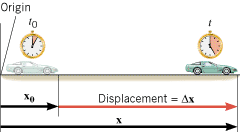 Origin
t₀
t
x₀
Displacement = Δx
x